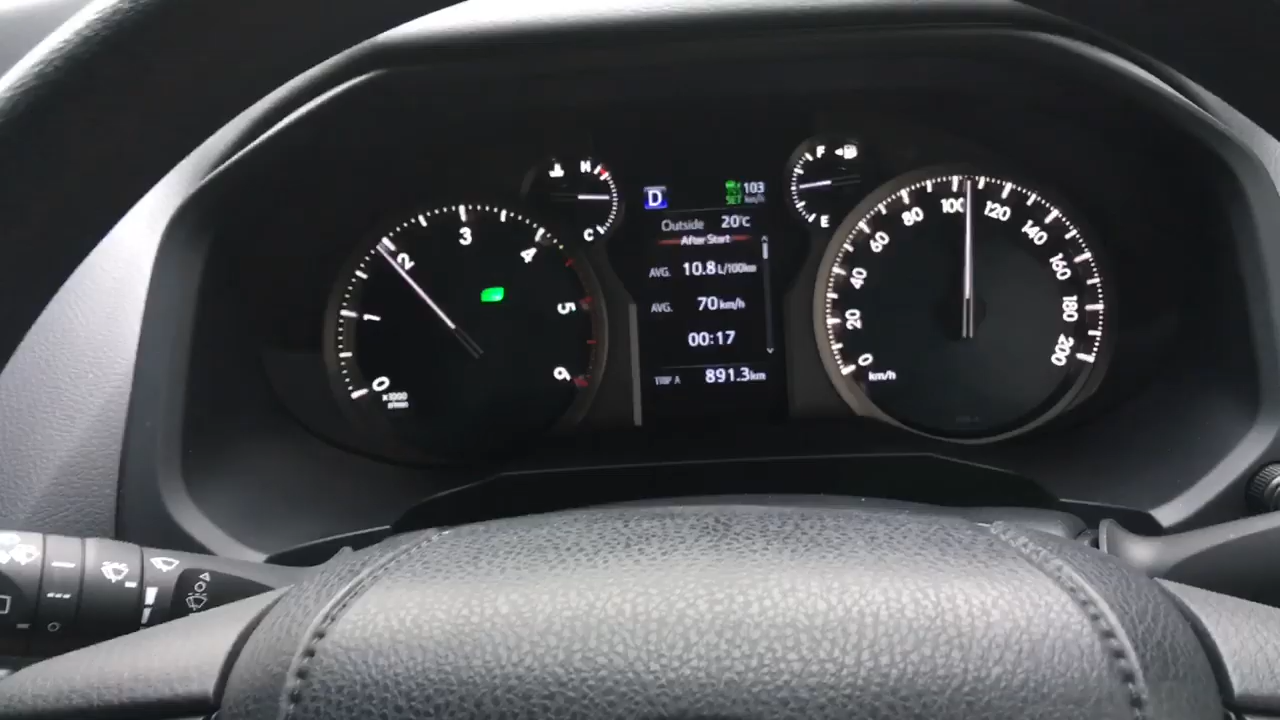 0
1
2
3
4
5
6
x1000
r/min
H
C
D
SET
103
km/h
Outside 20°C
After Start
AVG. 10.8 L/100km
AVG. 70 km/h
00:17
TRIP A 891.3 km
F
E
0
20
40
60
80
100
120
140
160
180
200
km/h